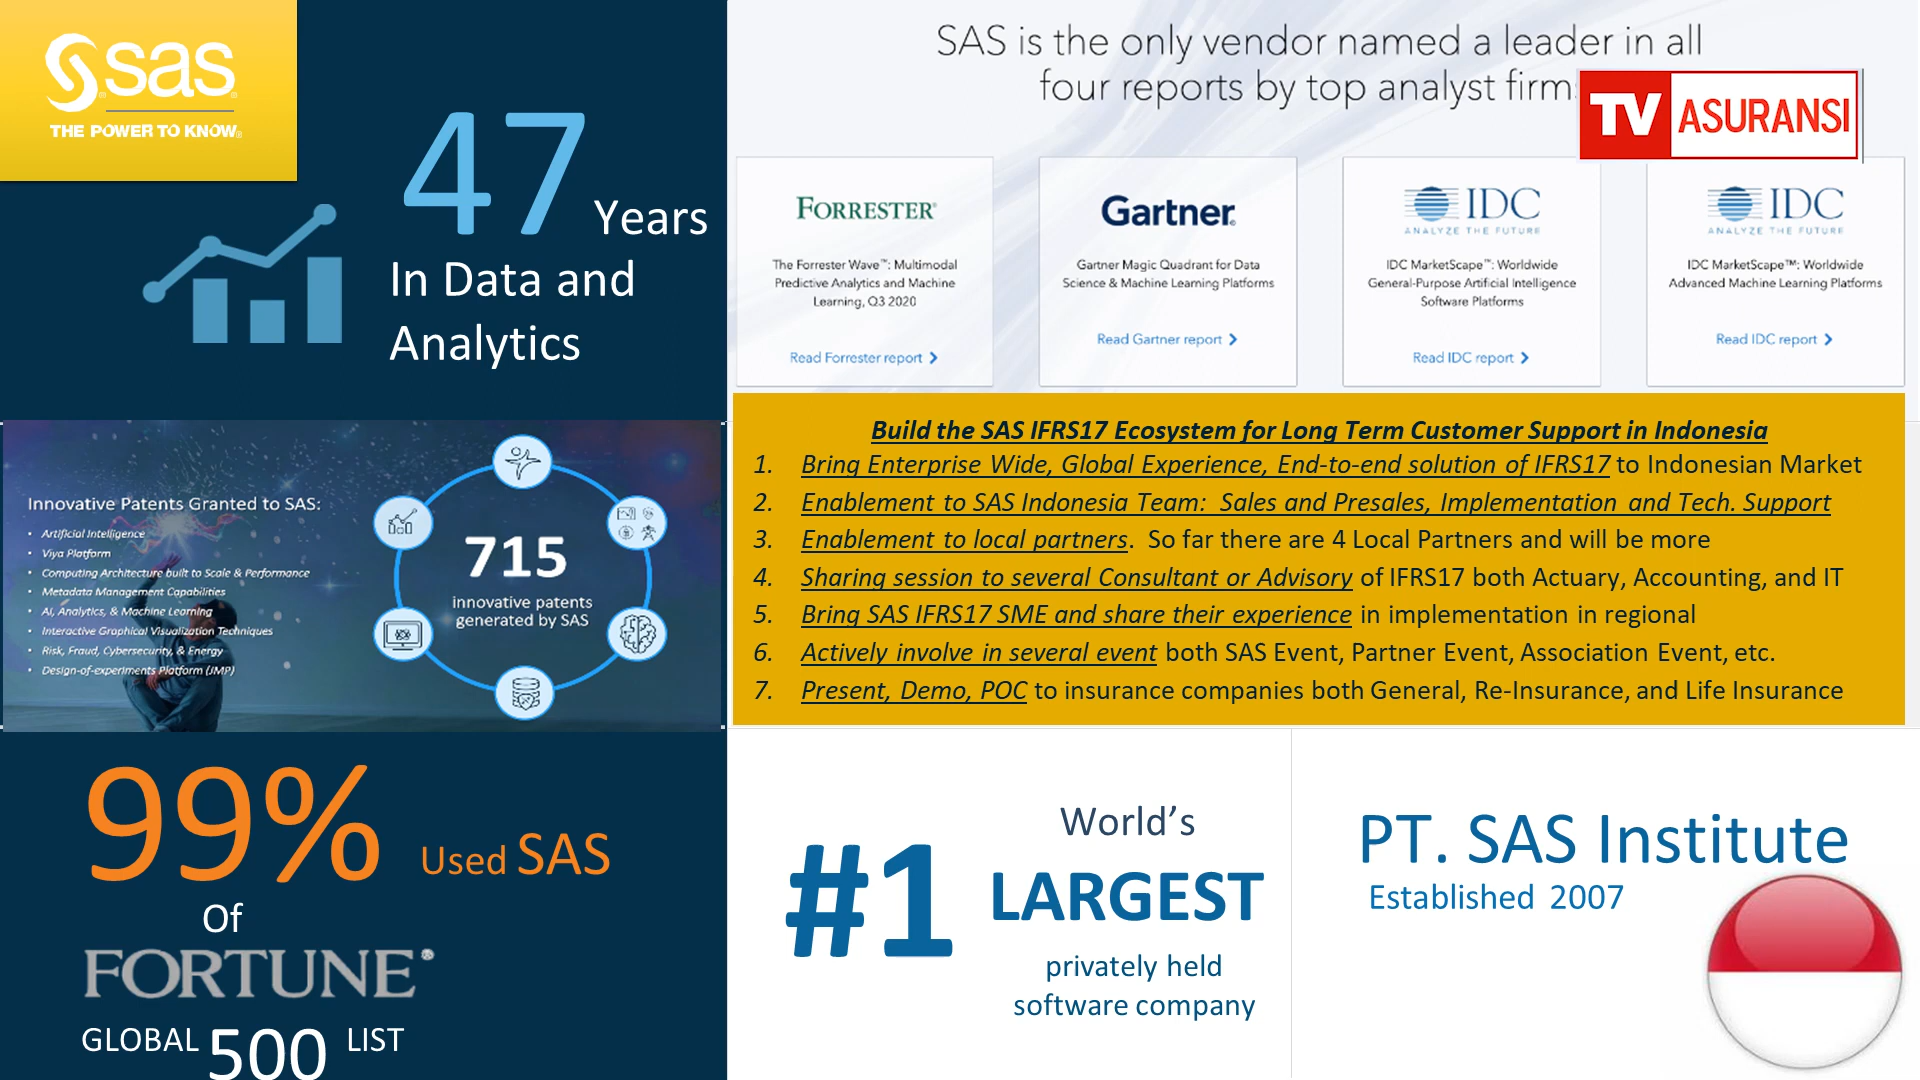 sas
THE POWER TO KNOW®
47 Years
In Data and
Analytics
SAS is the only vendor named a leader in all
four reports by top analyst firm
TV ASURANSI
FORRESTER®
The Forrester Wave™: Multimodal
Predictive Analytics and Machine
Learning, Q3 2020
Read Forrester report
Gartner
Gartner Magic Quadrant for Data
Science & Machine Learning Platforms
Read Gartner report
IDC
ANALYZE THE FUTURE
IDC MarketScape™: Worldwide
General-Purpose Artificial Intelligence
Software Platforms
Read IDC report
IDC
ANALYZE THE FUTURE
IDC MarketScape™: Worldwide
Advanced Machine Learning Platforms
Read IDC report
Innovative Patents Granted to SAS:
• Artificial Intelligence
• Viya Platform
• Computing Architecture built to Scale & Performance
• Metadata Management Capabilities
• AI, Analytics, & Machine Learning
• Interactive Graphical Visualization Techniques
• Risk, Fraud, Cybersecurity, & Energy
• Design-of-experiments Platform (JMP)
715
innovative patents
generated by SAS
Build the SAS IFRS17 Ecosystem for Long Term Customer Support in Indonesia
1. Bring Enterprise Wide, Global Experience, End-to-end solution of IFRS17 to Indonesian Market
2. Enablement to SAS Indonesia Team: Sales and Presales, Implementation and Tech. Support
3. Enablement to local partners. So far there are 4 Local Partners and will be more
4. Sharing session to several Consultant or Advisory of IFRS17 both Actuary, Accounting, and IT
5. Bring SAS IFRS17 SME and share their experience in implementation in regional
6. Actively involve in several event both SAS Event, Partner Event, Association Event, etc.
7. Present, Demo, POC to insurance companies both General, Re-Insurance, and Life Insurance
99% Used SAS
Of
FORTUNE®
GLOBAL 500 LIST
#1
World's
LARGEST
privately held
software company
PT. SAS Institute
Established 2007